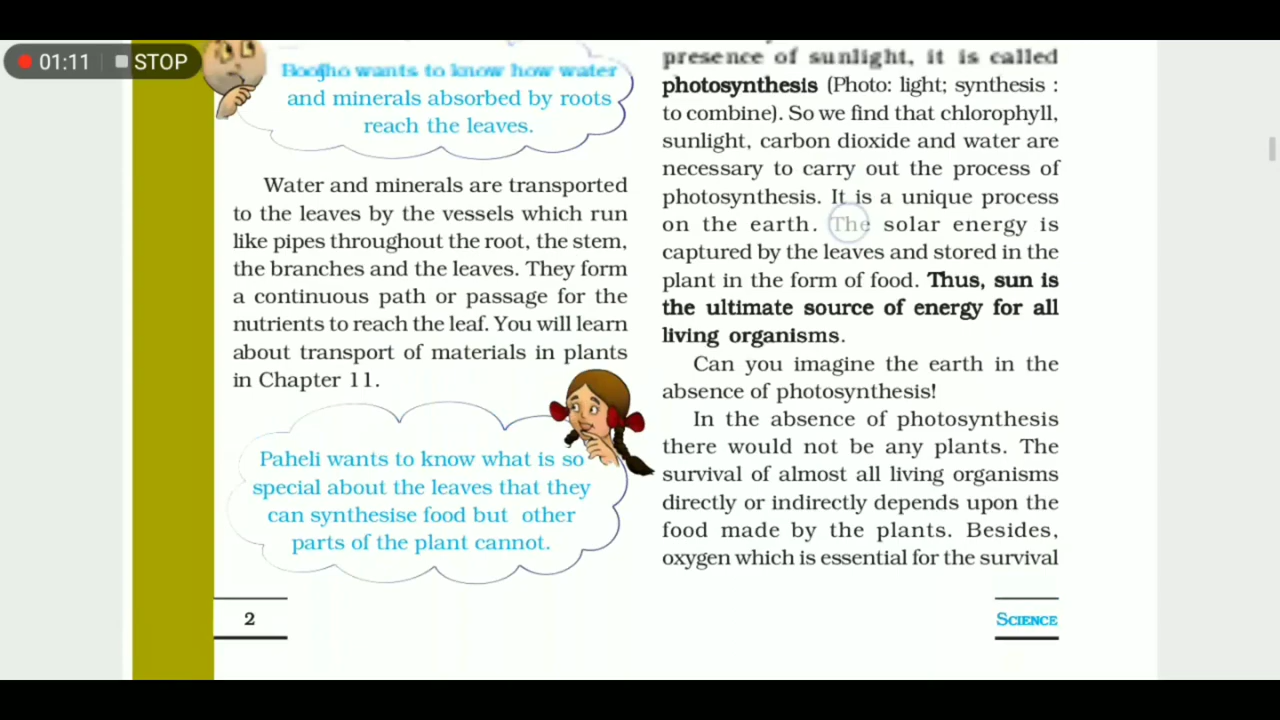 01:11 STOP
Boojho wants to know how water
and minerals absorbed by roots
reach the leaves.
Water and minerals are transported
to the leaves by the vessels which run
like pipes throughout the root, the stem,
the branches and the leaves. They form
a continuous path or passage for the
nutrients to reach the leaf. You will learn
about transport of materials in plants
in Chapter 11.
Paheli wants to know what is so
special about the leaves that they
can synthesise food but other
parts of the plant cannot.
2
presence of sunlight, it is called
photosynthesis (Photo: light; synthesis :
to combine). So we find that chlorophyll,
sunlight, carbon dioxide and water are
necessary to carry out the process of
photosynthesis. It is a unique process
on the earth. The solar energy is
captured by the leaves and stored in the
plant in the form of food. Thus, sun is
the ultimate source of energy for all
living organisms.
Can you imagine the earth in the
absence of photosynthesis!
In the absence of photosynthesis
there would not be any plants. The
survival of almost all living organisms
directly or indirectly depends upon the
food made by the plants. Besides,
oxygen which is essential for the survival
SCIENCE